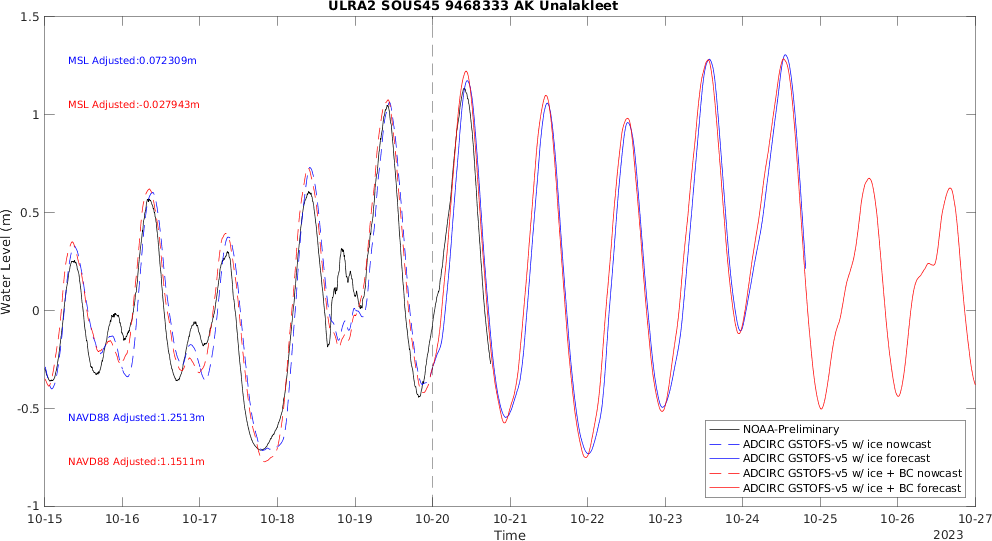 ULRA2 SOUS45 9468333 AK Unalakleet
1.5
1
0.5
0
-0.5
-1
Water Level (m)
MSL Adjusted:0.072309m
MSL Adjusted:-0.027943m
NAVD88 Adjusted:1.2513m
NAVD88 Adjusted:1.1511m
NOAA-Preliminary
ADCIRC GSTOFS-v5 w/ ice nowcast
ADCIRC GSTOFS-v5 w/ ice forecast
ADCIRC GSTOFS-v5 w/ ice + BC nowcast
ADCIRC GSTOFS-v5 w/ ice + BC forecast
10-15 10-16 10-17 10-18 10-19 10-20 10-21 10-22 10-23 10-24 10-25 10-26 10-27
Time
2023